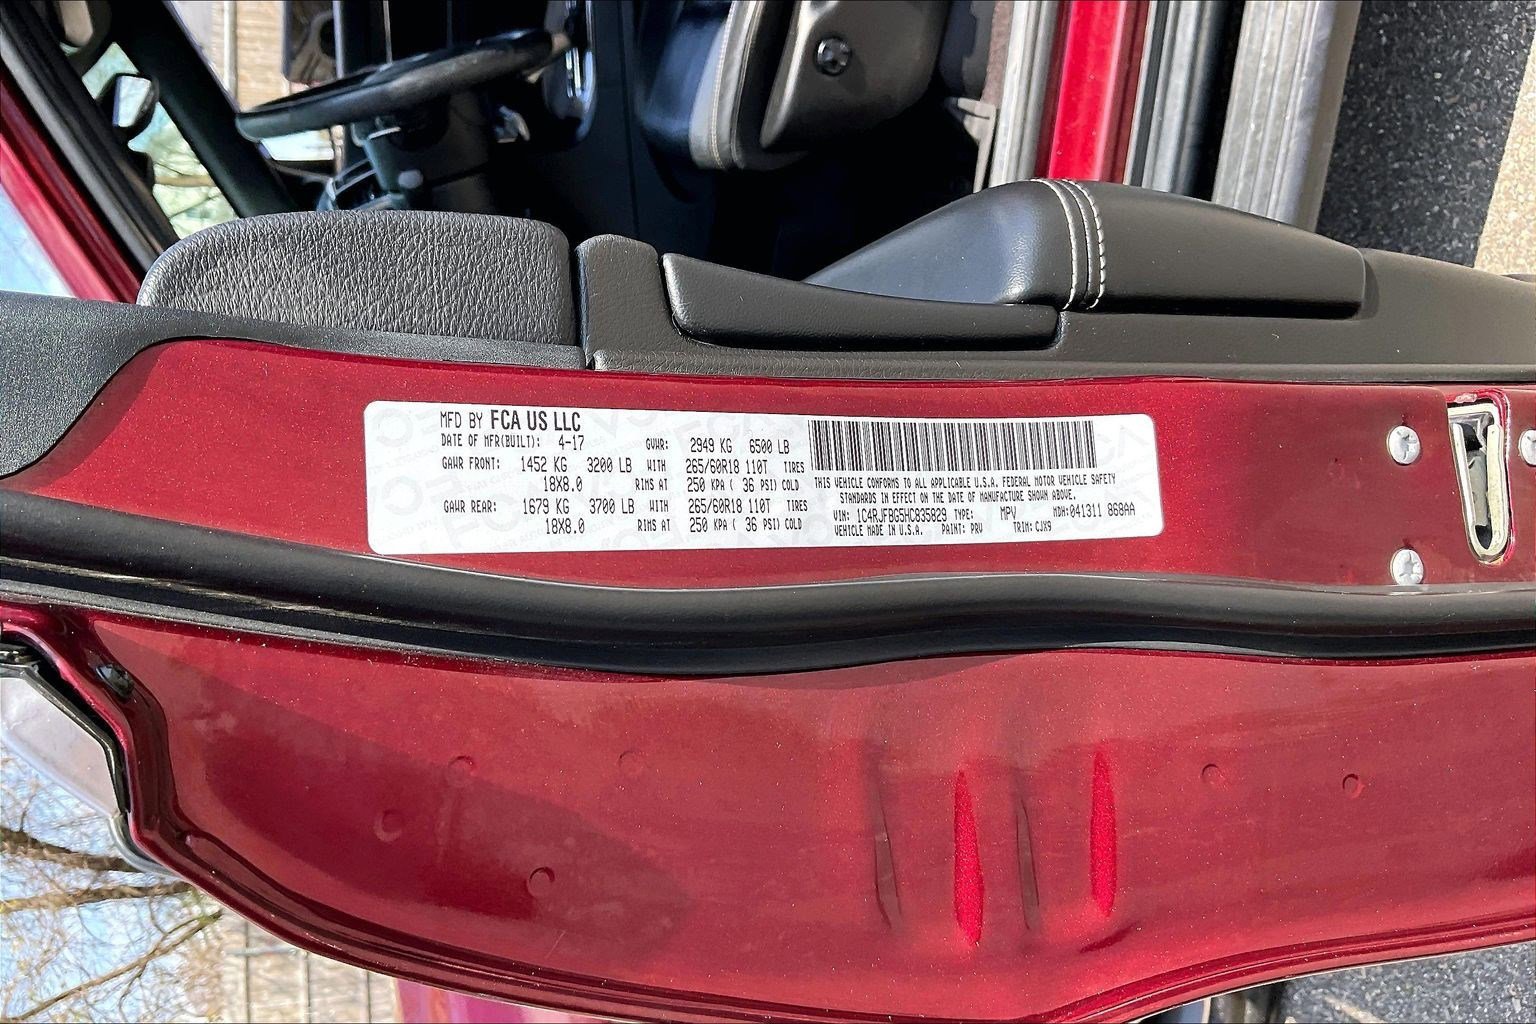 MFD BY FCA US LLC
DATE OF MFR(BUILT): 4-17 GVWR: 2949 KG 6500 LB
GAWR FRONT: 1452 KG 3200 LB WITH 265/60R18 110T TIRES
18X8.0 RIMS AT 250 KPA ( 36 PSI) COLD
GAWR REAR: 1679 KG 3700 LB WITH 265/60R18 110T TIRES
18X8.0 RIMS AT 250 KPA ( 36 PSI) COLD
THIS VEHICLE CONFORMS TO ALL APPLICABLE U.S.A. FEDERAL MOTOR VEHICLE SAFETY
STANDARDS IN EFFECT ON THE DATE OF MANUFACTURE SHOWN ABOVE.
VIN: 1C4RJFBG5HC835829 TYPE: MPV MDH: 041311 868AA
VEHICLE MADE IN U.S.A. PAINT: PRV TRIM: CJX9